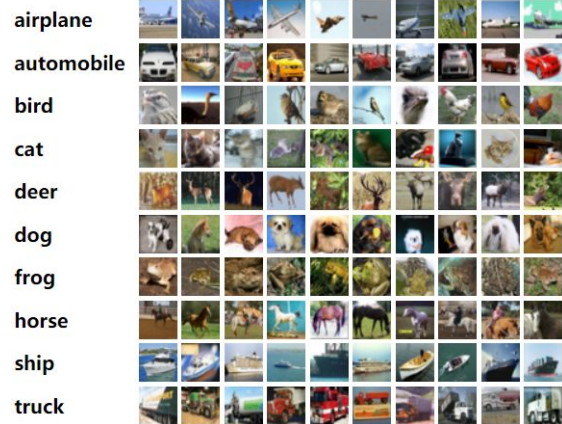 airplane
automobile
bird
cat
deer
dog
frog
horse
ship
truck